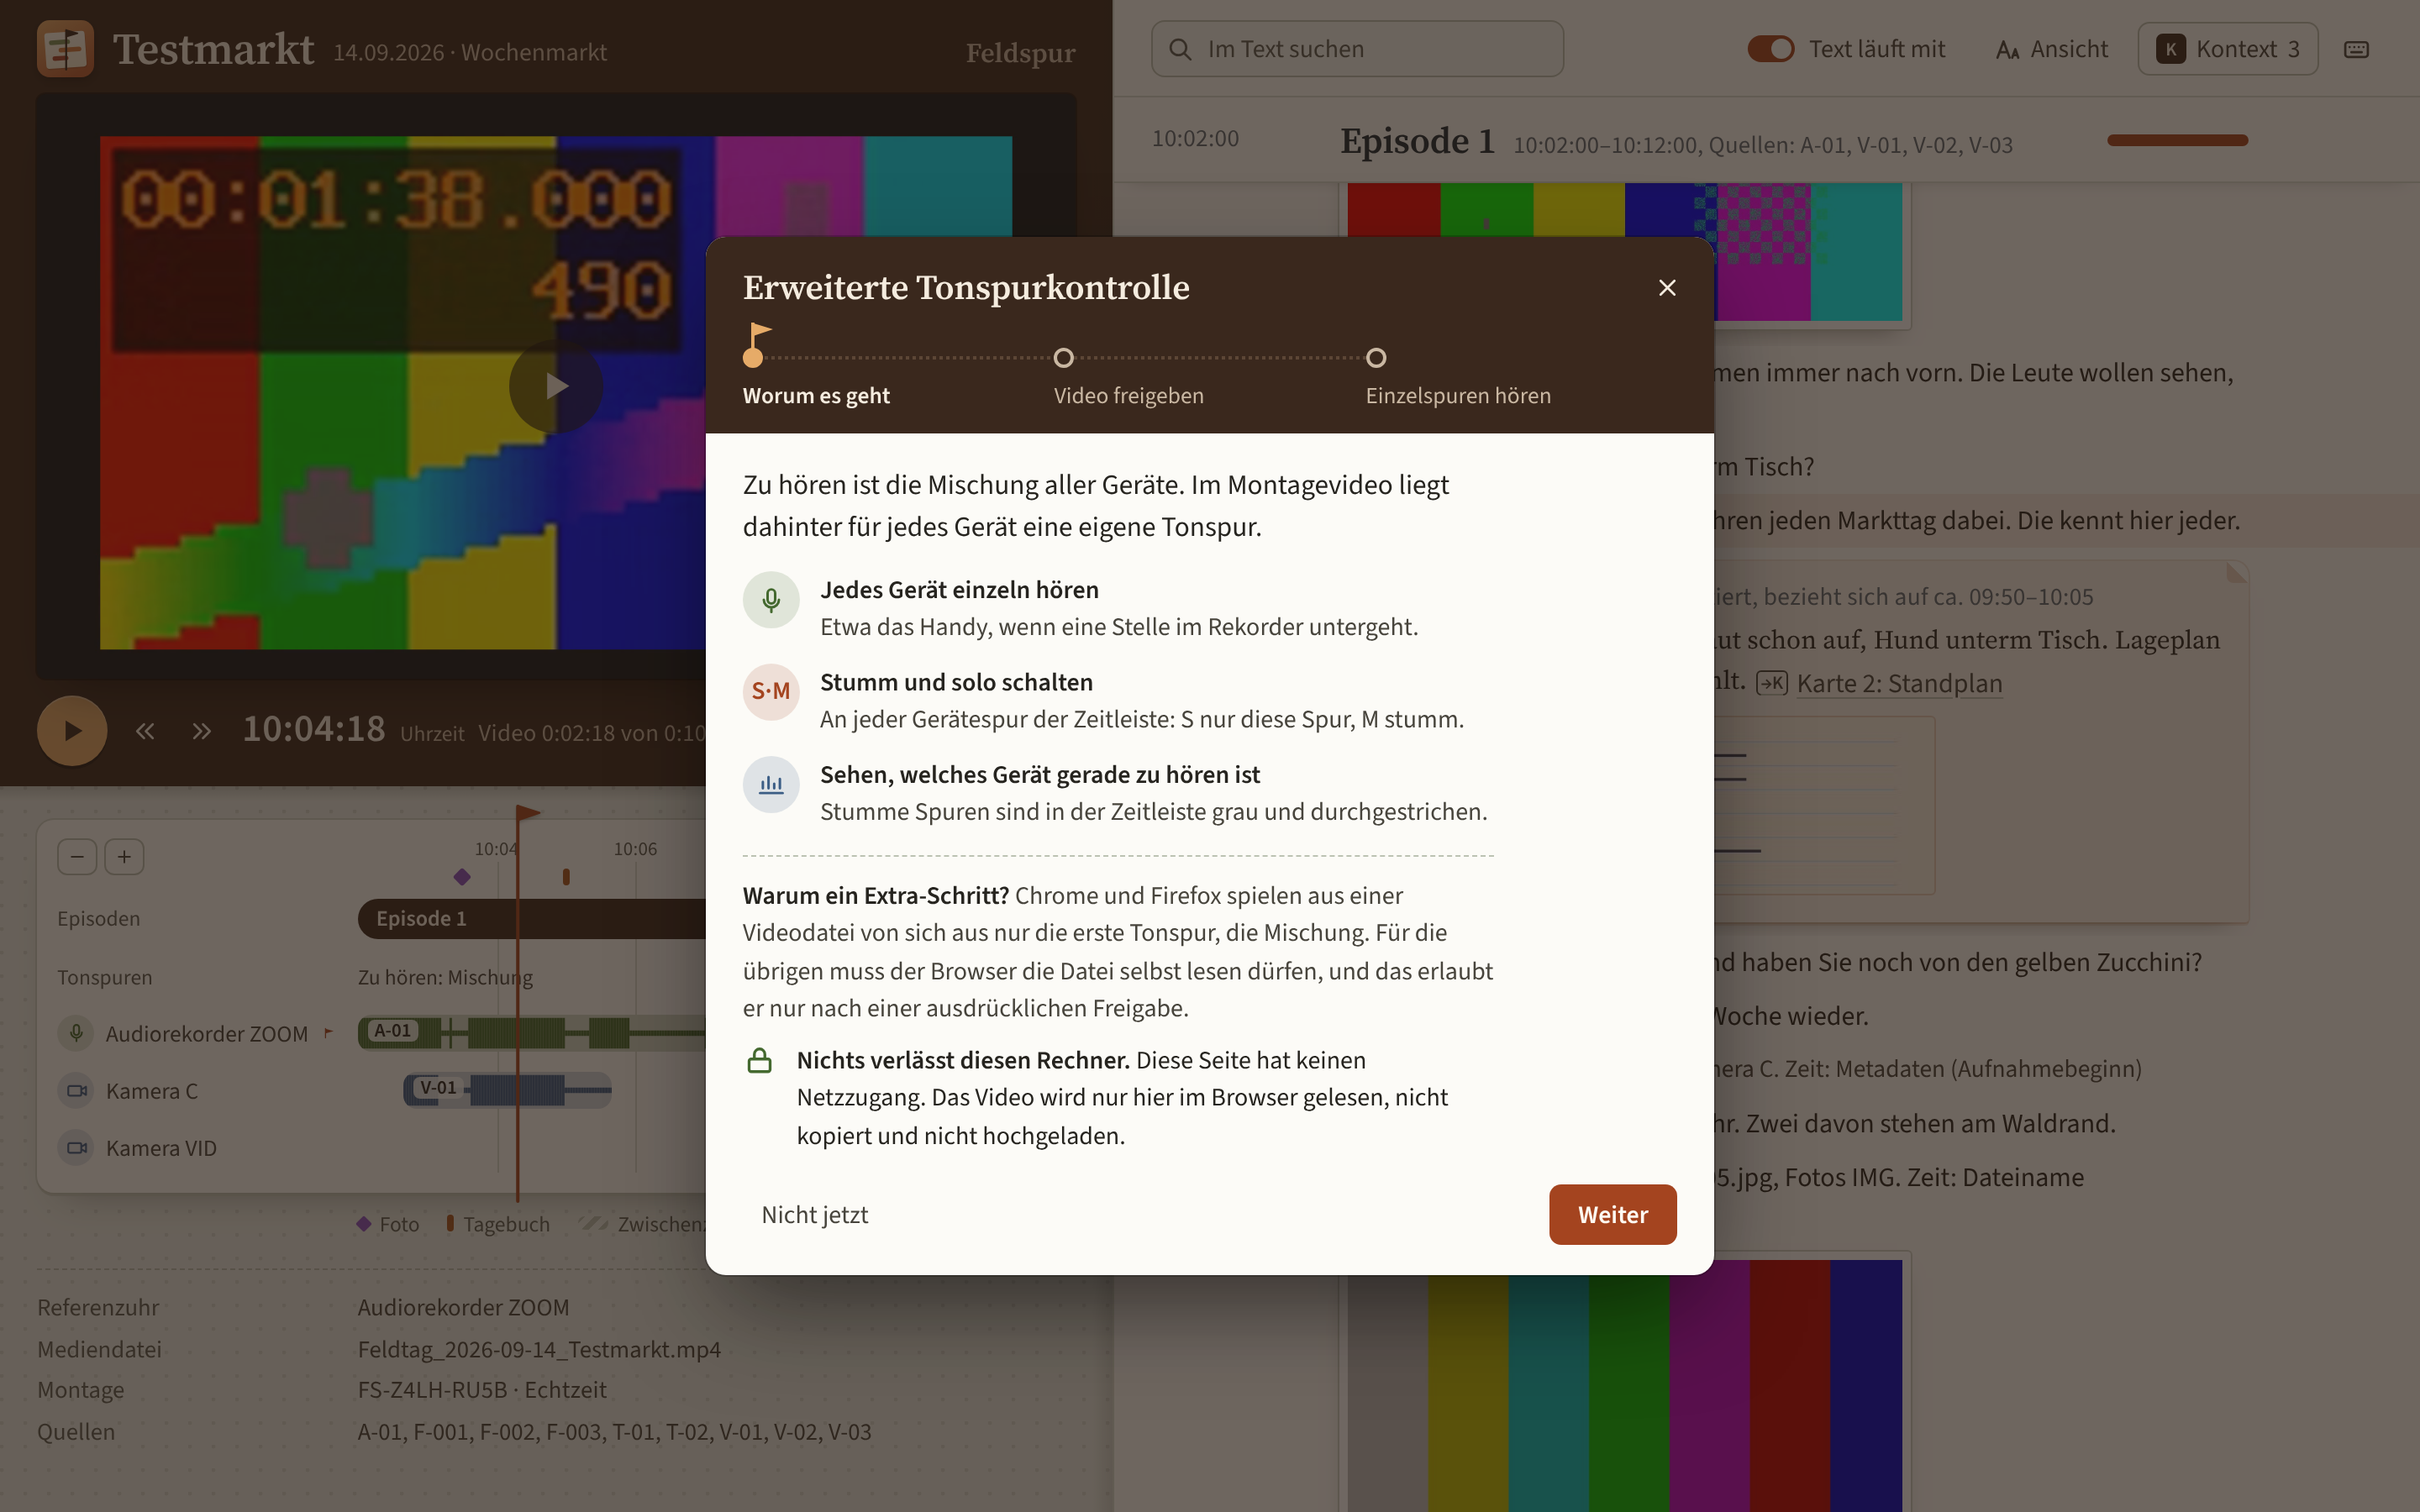 Testmarkt 14.09.2026 · Wochenmarkt Feldspur
00:01:38.000
490
10:04:18 Uhrzeit Video 0:02:18 von 0:10
10:04 10:06
Episoden Episode 1
Tonspuren Zu hören: Mischung
Audiorekorder ZOOM A-01
Kamera C V-01
Kamera VID
Foto Tagebuch
Referenzuhr Audiorekorder ZOOM
Mediendatei Feldtag_2026-09-14_Testmarkt.mp4
Montage FS-Z4LH-RU5B · Echtzeit
Quellen A-01, F-001, F-002, F-003, T-01, T-02, V-01, V-02, V-03
Im Text suchen Text läuft mit AA Ansicht K Kontext 3
10:02:00 Episode 1 10:02:00–10:12:00, Quellen: A-01, V-01, V-02, V-03
immer nach vorn. Die Leute wollen sehen,
Tisch?
jeden Markttag dabei. Die kennt hier jeder.
bezieht sich auf ca. 09:50–10:05
schon auf, Hund unterm Tisch. Lageplan
→K Karte 2: Standplan
haben Sie noch von den gelben Zucchini?
Woche wieder.
C. Zeit: Metadaten (Aufnahmebeginn)
Zwei davon stehen am Waldrand.
5.jpg, Fotos IMG. Zeit: Dateiname
Erweiterte Tonspurkontrolle
Worum es geht Video freigeben Einzelspuren hören
Zu hören ist die Mischung aller Geräte. Im Montagevideo liegt
dahinter für jedes Gerät eine eigene Tonspur.
Jedes Gerät einzeln hören
Etwa das Handy, wenn eine Stelle im Rekorder untergeht.
S·M Stumm und solo schalten
An jeder Gerätespur der Zeitleiste: S nur diese Spur, M stumm.
Sehen, welches Gerät gerade zu hören ist
Stumme Spuren sind in der Zeitleiste grau und durchgestrichen.
Warum ein Extra-Schritt? Chrome und Firefox spielen aus einer
Videodatei von sich aus nur die erste Tonspur, die Mischung. Für die
übrigen muss der Browser die Datei selbst lesen dürfen, und das erlaubt
er nur nach einer ausdrücklichen Freigabe.
Nichts verlässt diesen Rechner. Diese Seite hat keinen
Netzzugang. Das Video wird nur hier im Browser gelesen, nicht
kopiert und nicht hochgeladen.
Nicht jetzt Weiter